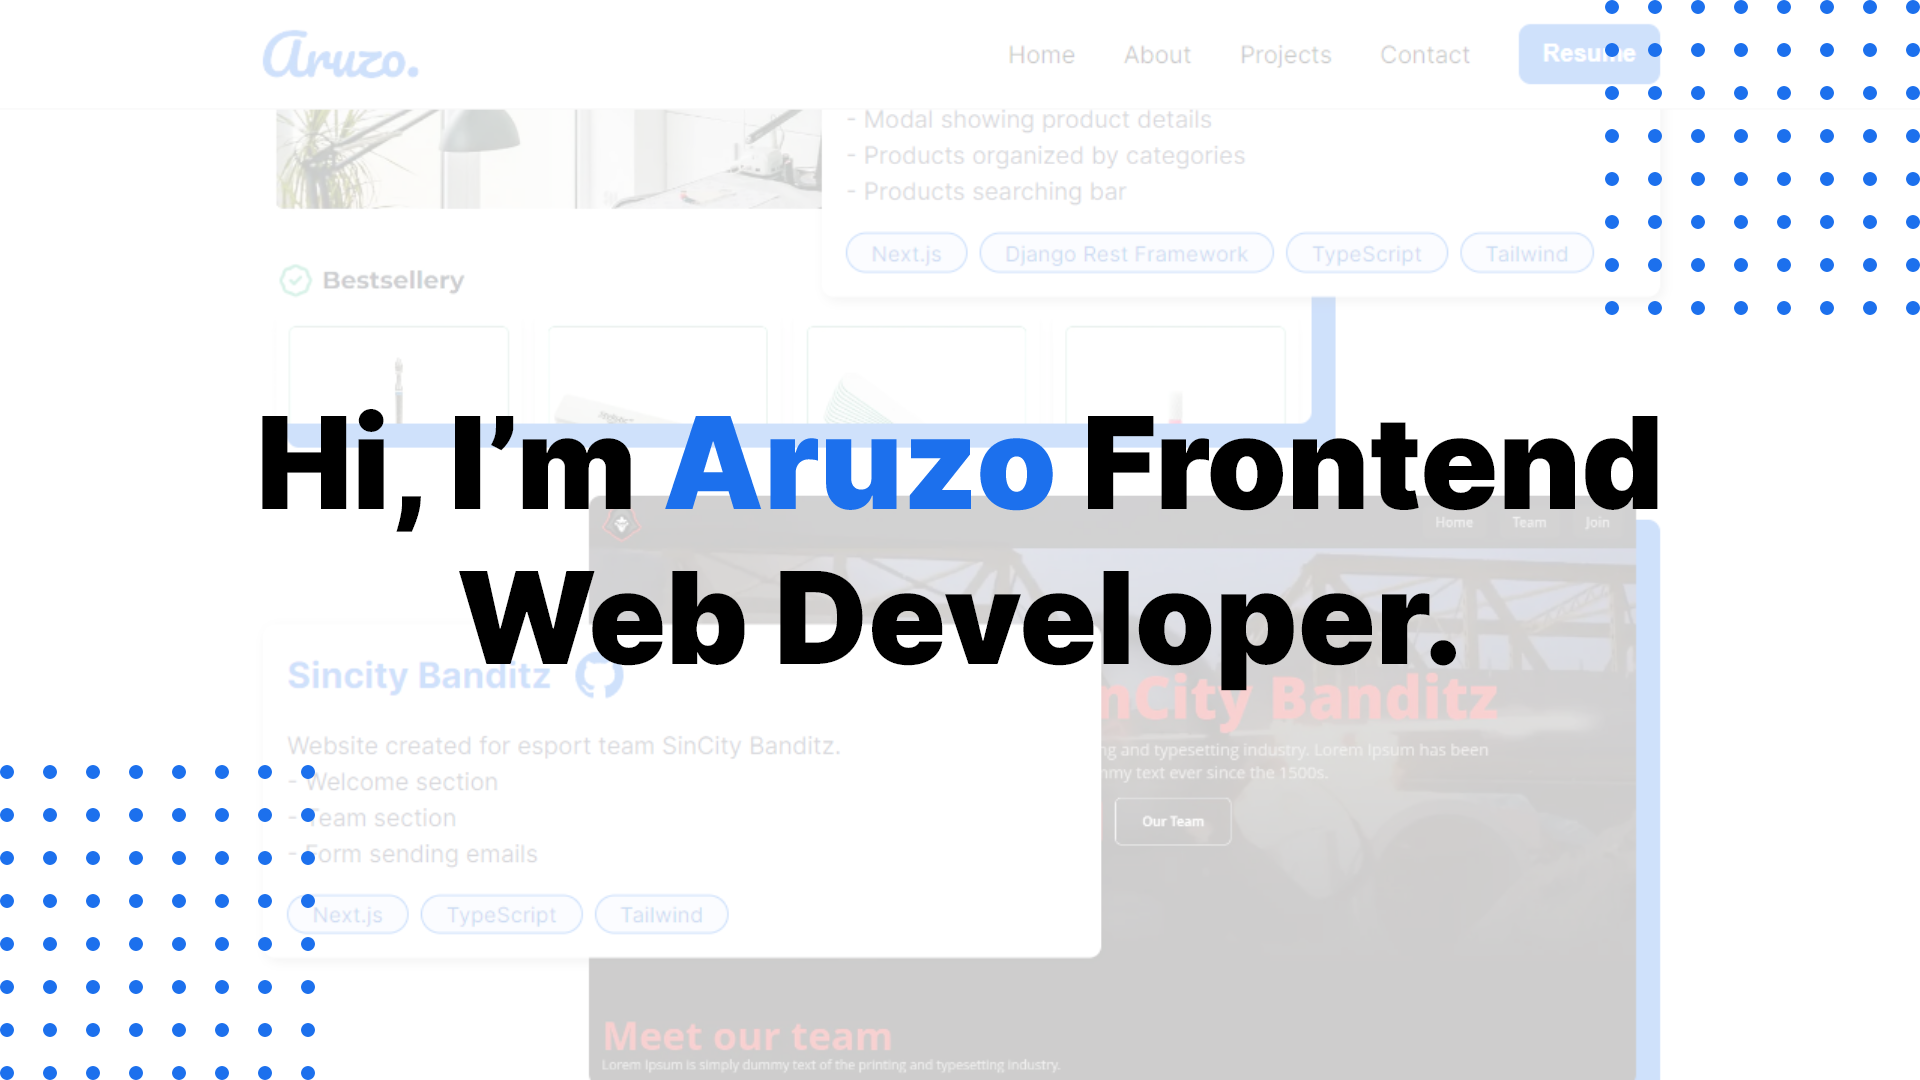 Aruzo.
Home About Projects Contact Resume
- Modal showing product details
- Products organized by categories
- Products searching bar
Next.js Django Rest Framework TypeScript Tailwind
Bestsellery
Hi, I’m Aruzo Frontend
Web Developer.
Home Team Join
Sincity Banditz
Website created for esport team SinCity Banditz.
- Welcome section
- Team section
- Form sending emails
Next.js TypeScript Tailwind
nCity Banditz
ng and typesetting industry. Lorem Ipsum has been
mmy text ever since the 1500s.
Our Team
Meet our team
Lorem Ipsum is simply dummy text of the printing and typesetting industry.